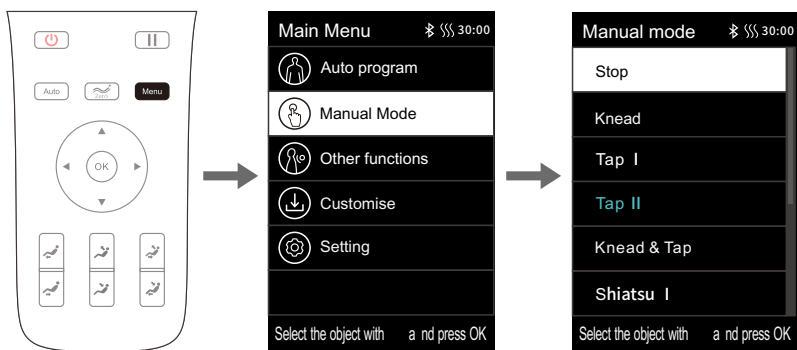 Auto
Zero
Menu
OK
Main Menu 30:00
Auto program
Manual Mode
Other functions
Customise
Setting
Select the object with a nd press OK
Manual mode 30:00
Stop
Knead
Tap I
Tap II
Knead & Tap
Shiatsu I
Select the object with a nd press OK